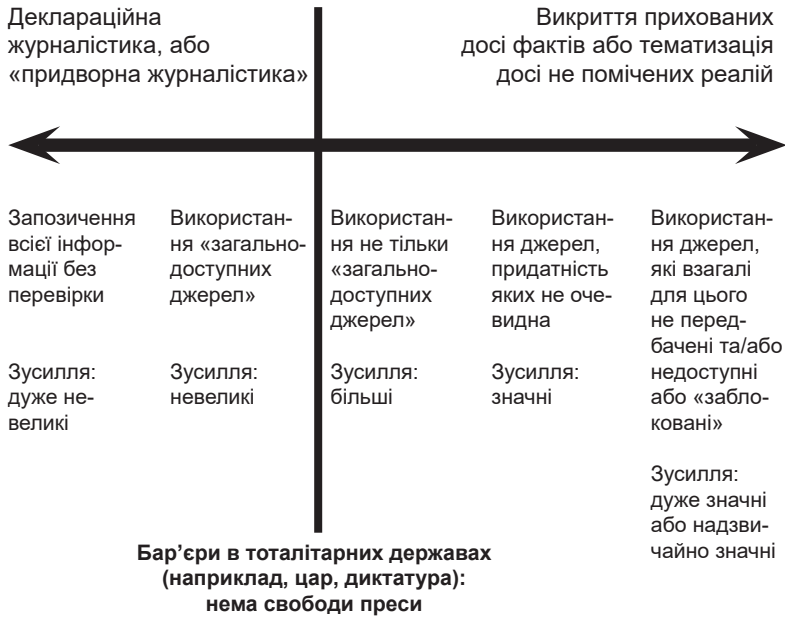 Деклараційна
журналістика, або
«придворна журналістика»
Викриття прихованих
досі фактів або тематизація
досі не помічених реалій
Запозичення
всієї інфор-
мації без
перевірки
Зусилля:
дуже не-
великі
Використан-
ня «загально-
доступних
джерел»
Зусилля:
невеликі
Використан-
ня не тільки
«загально-
доступних
джерел»
Зусилля:
більші
Використан-
ня джерел,
придатність
яких не оче-
видна
Зусилля:
значні
Використан-
ня джерел,
які взагалі
для цього
не перед-
бачені та/або
недоступні
або «забло-
ковані»
Зусилля:
дуже значні
або надзви-
чайно значні
Бар’єри в тоталітарних державах
(наприклад, цар, диктатура):
нема свободи преси